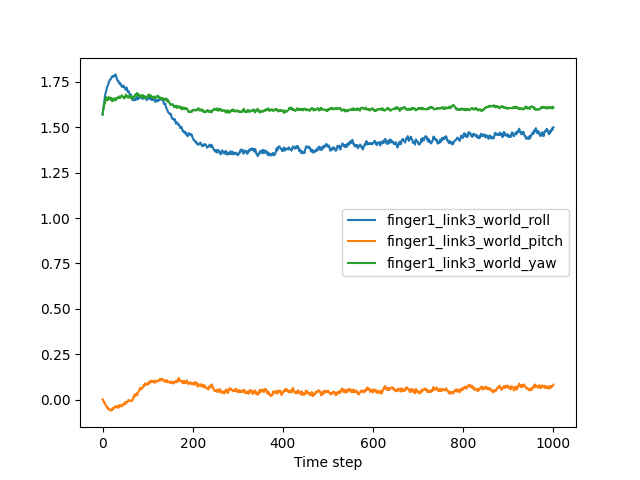 1.75
1.50
1.25
1.00
0.75
0.50
0.25
0.00
finger1_link3_world_roll
finger1_link3_world_pitch
finger1_link3_world_yaw
0 200 400 600 800 1000
Time step